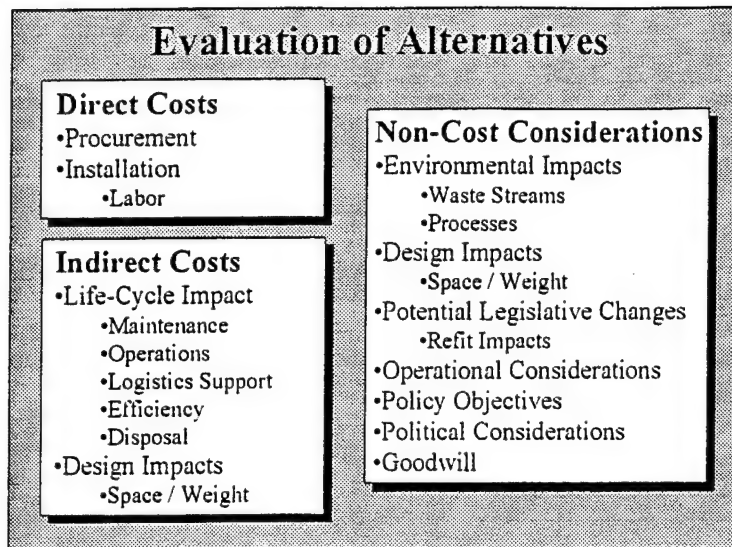 Evaluation of Alternatives
Direct Costs
•Procurement
•Installation
•Labor
Indirect Costs
•Life-Cycle Impact
•Maintenance
•Operations
•Logistics Support
•Efficiency
•Disposal
•Design Impacts
•Space / Weight
Non-Cost Considerations
•Environmental Impacts
•Waste Streams
•Processes
•Design Impacts
•Space / Weight
•Potential Legislative Changes
•Refit Impacts
•Operational Considerations
•Policy Objectives
•Political Considerations
•Goodwill